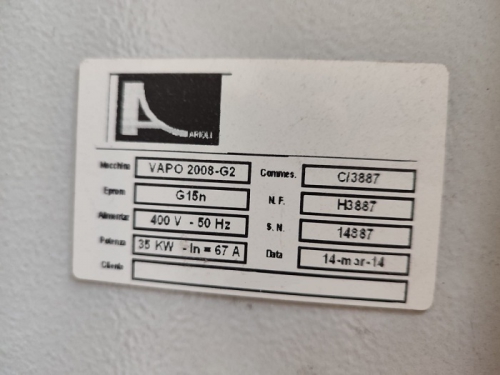 ARIOLI
Macchina VAPO 2008-G2 Commes. C/3887
Eprom G15n N.F. H3887
Alimentaz 400 V - 50 Hz S.N. 14887
Potenza 35 KW - In = 67 A Data 14-mar-14
Cliente